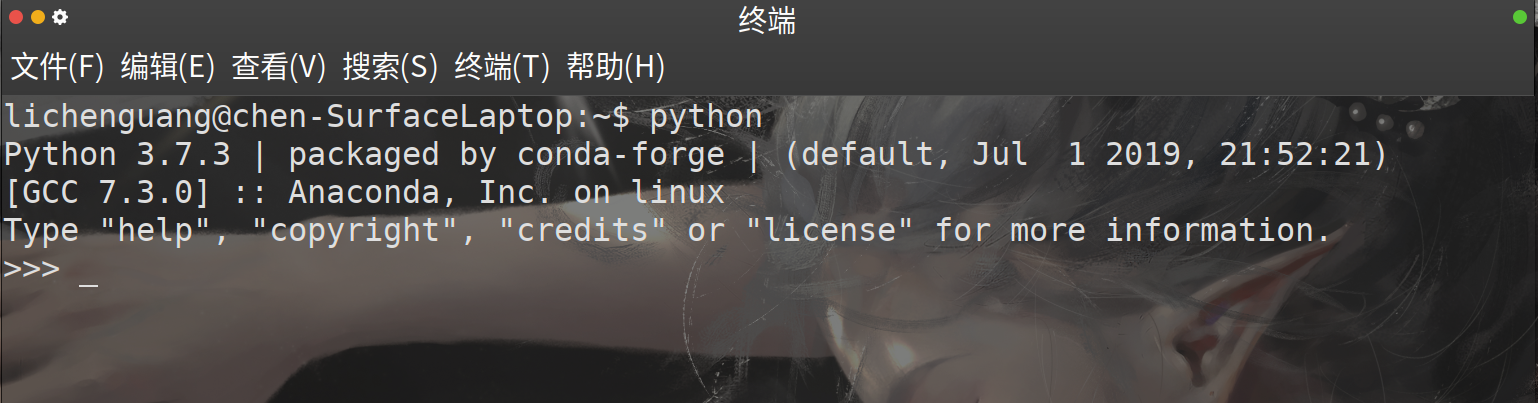 终端
文件(F) 编辑(E) 查看(V) 搜索(S) 终端(T) 帮助(H)
lichenguang@chen-SurfaceLaptop:~$ python
Python 3.7.3 | packaged by conda-forge | (default, Jul  1 2019, 21:52:21)
[GCC 7.3.0] :: Anaconda, Inc. on linux
Type "help", "copyright", "credits" or "license" for more information.
>>> _